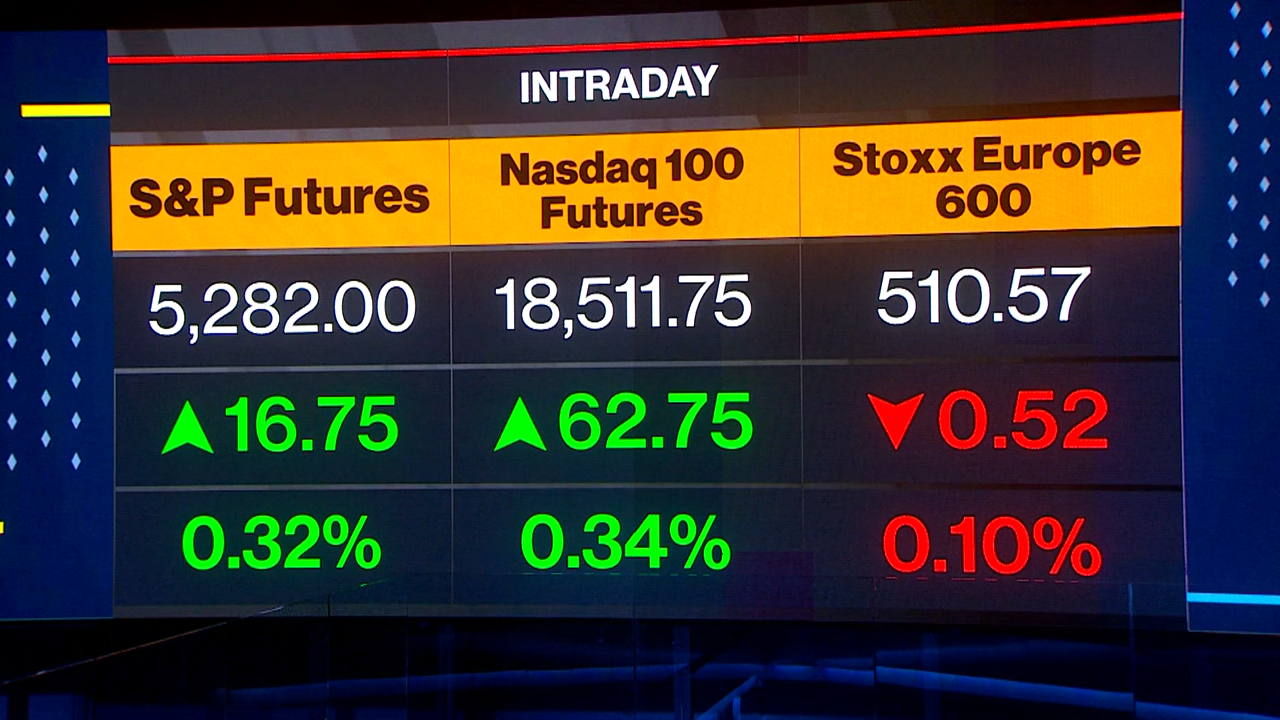 INTRADAY
S&P Futures
Nasdaq 100
Futures
Stoxx Europe
600
5,282.00
18,511.75
510.57
▲16.75
▲62.75
▼0.52
0.32%
0.34%
0.10%